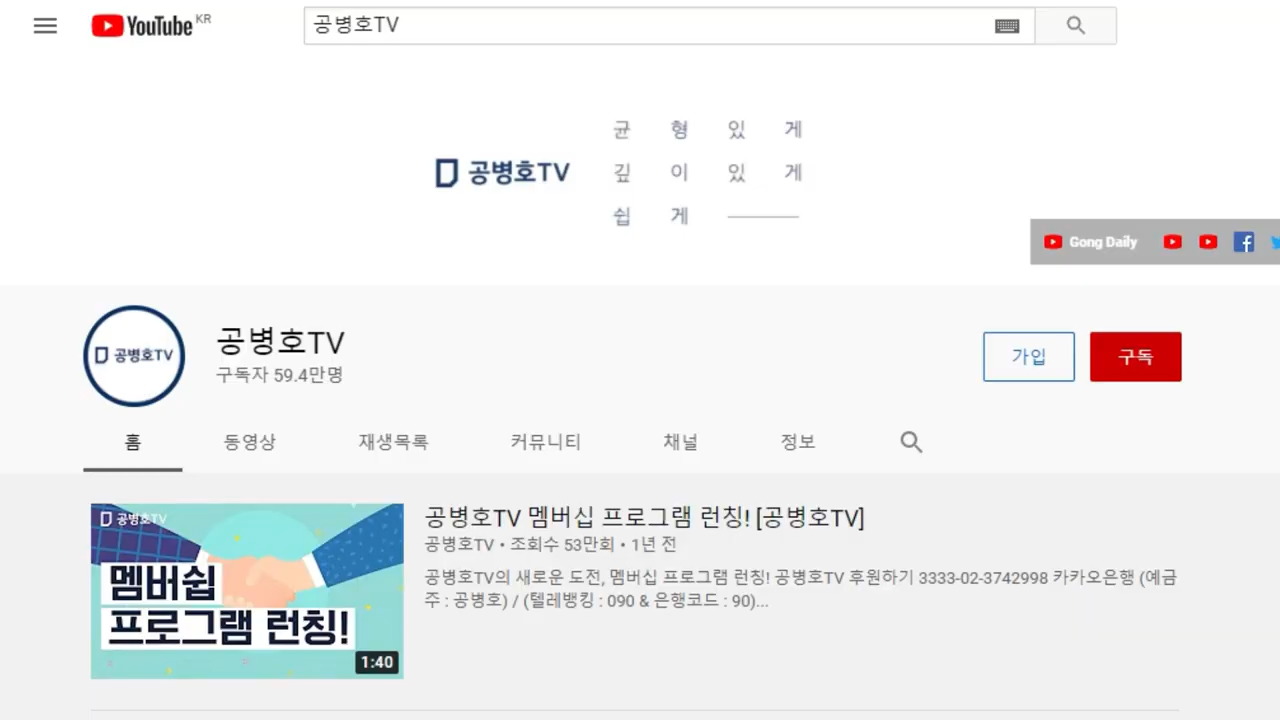 YouTube KR
공병호TV
균 형 있 게
공병호TV
깊 이 있 게
쉽 게
Gong Daily
공병호TV
공병호TV
구독자 59.4만명
가입
구독
홈 동영상 재생목록 커뮤니티 채널 정보
공병호TV
멤버쉽
프로그램 런칭!
1:40
공병호TV 멤버십 프로그램 런칭! [공병호TV]
공병호TV • 조회수 53만회 • 1년 전
공병호TV의 새로운 도전, 멤버십 프로그램 런칭! 공병호TV 후원하기 3333-02-3742998 카카오은행 (예금
주 : 공병호) / (텔레뱅킹 : 090 & 은행코드 : 90)...